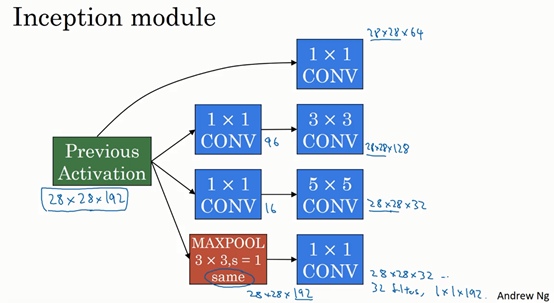 Inception module
28×28×64
1 × 1
CONV
1 × 1
CONV
96
3 × 3
CONV
28×28×128
Previous
Activation
28×28×192
1 × 1
CONV
16
5 × 5
CONV
28×28×32
MAXPOOL
3 × 3,s = 1
same
28×28×192
1 × 1
CONV
28×28×32
32 filters, 1×1×192.
Andrew Ng